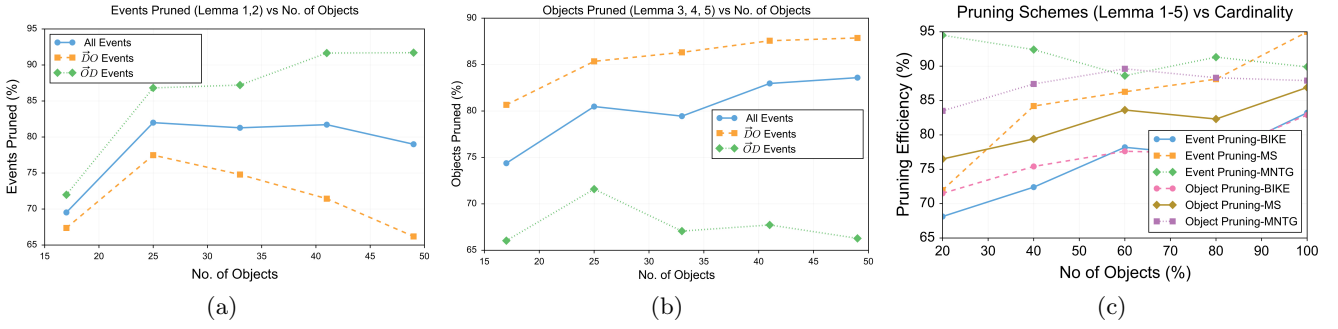 Events Pruned (Lemma 1,2) vs No. of Objects
Events Pruned (%)
95
90
85
80
75
70
65
All Events
DO Events
OD Events
15 20 25 30 35 40 45 50
No. of Objects
(a)
Objects Pruned (Lemma 3, 4, 5) vs No. of Objects
Objects Pruned (%)
90
85
80
75
70
65
All Events
DO Events
OD Events
15 20 25 30 35 40 45 50
No. of Objects
(b)
Pruning Schemes (Lemma 1-5) vs Cardinality
Pruning Efficiency (%)
95
90
85
80
75
70
65
Event Pruning-BIKE
Event Pruning-MS
Event Pruning-MNTG
Object Pruning-BIKE
Object Pruning-MS
Object Pruning-MNTG
20 30 40 50 60 70 80 90 100
No of Objects (%)
(c)